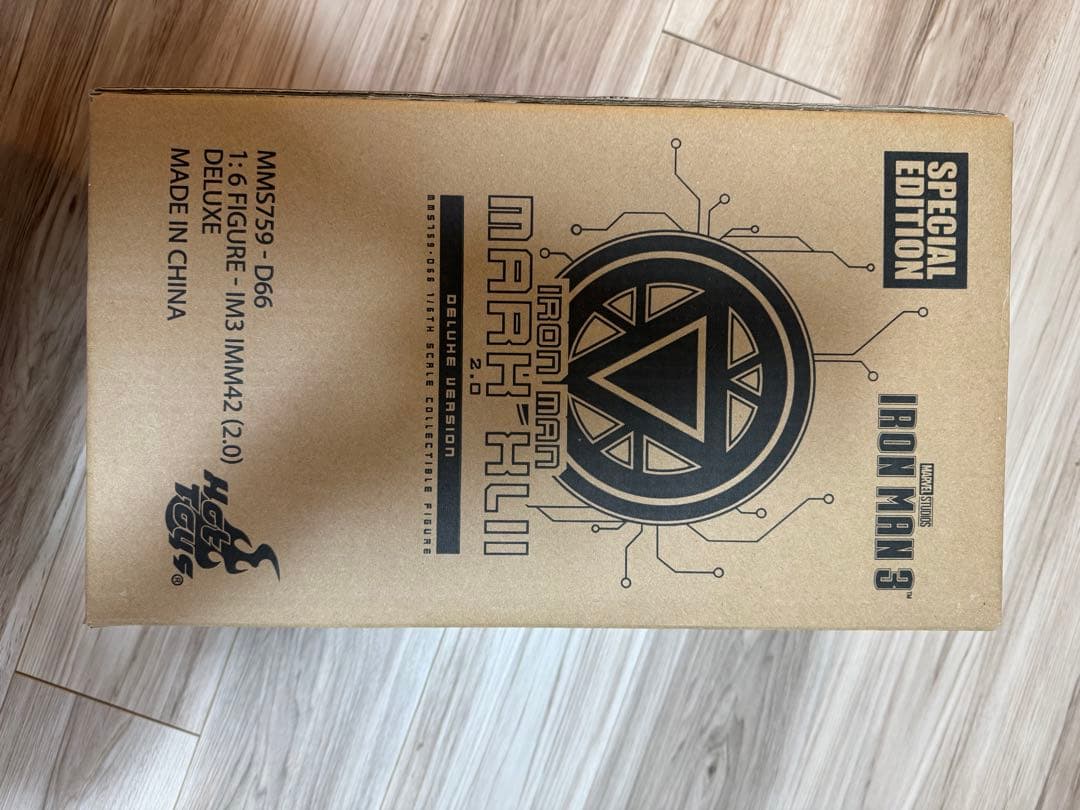 SPECIAL
EDITION
MARVEL STUDIOS
IRON MAN 3™
IRON MAN
MARK XLII
2.0
DELUXE VERSION
MMS759-D66 1/6TH SCALE COLLECTIBLE FIGURE
MMS759 - D66
1: 6 FIGURE - IM3 IMM42 (2.0)
DELUXE
MADE IN CHINA
Hot
Toys®